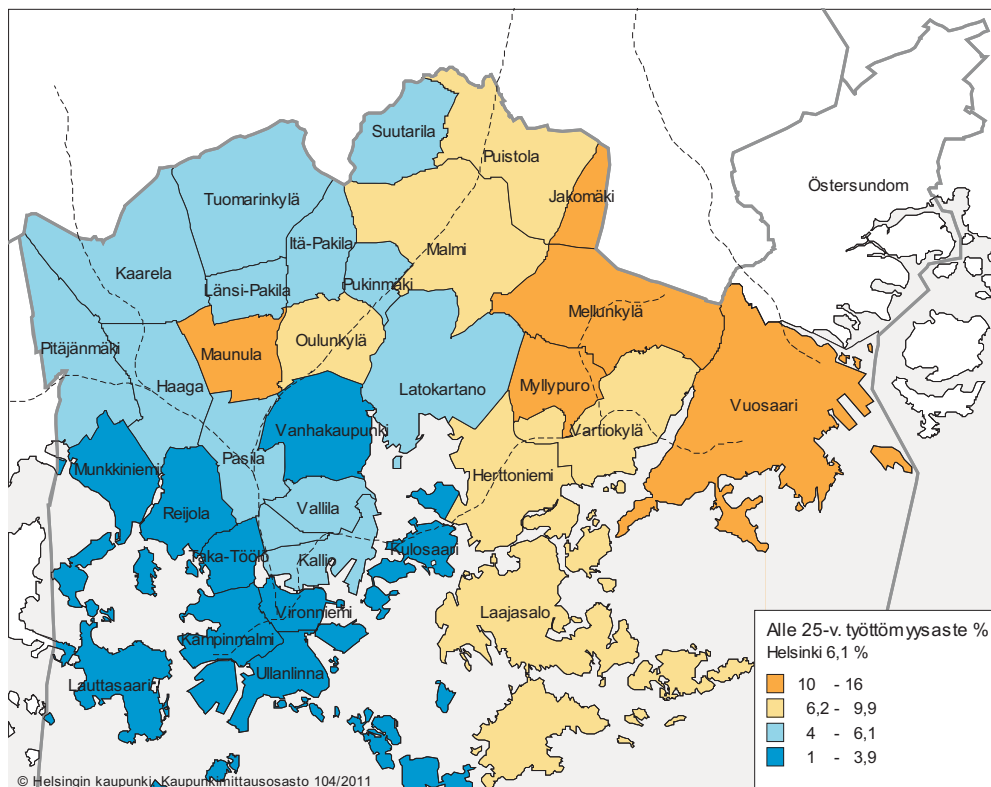 Suutarila
Puistola
Jakomäki
Östersundom
Tuomarinkylä
Itä-Pakila
Malmi
Kaarela
Länsi-Pakila
Pukinmäki
Mellunkylä
Pitäjänmäki
Maunula
Oulunkylä
Haaga
Latokartano
Myllypuro
Vuosaari
Vanhakaupunki
Vartiokylä
Pasila
Munkkiniemi
Herttoniemi
Reijola
Vallila
Taka-Töölö
Kallio
Kulosaari
Vironniemi
Laajasalo
Kampinmalmi
Ullanlinna
Lauttasaari
Alle 25-v. työttömyysaste %
Helsinki 6,1 %
10 - 16
6,2 - 9,9
4 - 6,1
1 - 3,9
© Helsingin kaupunki, Kaupunkimittausosasto 104/2011